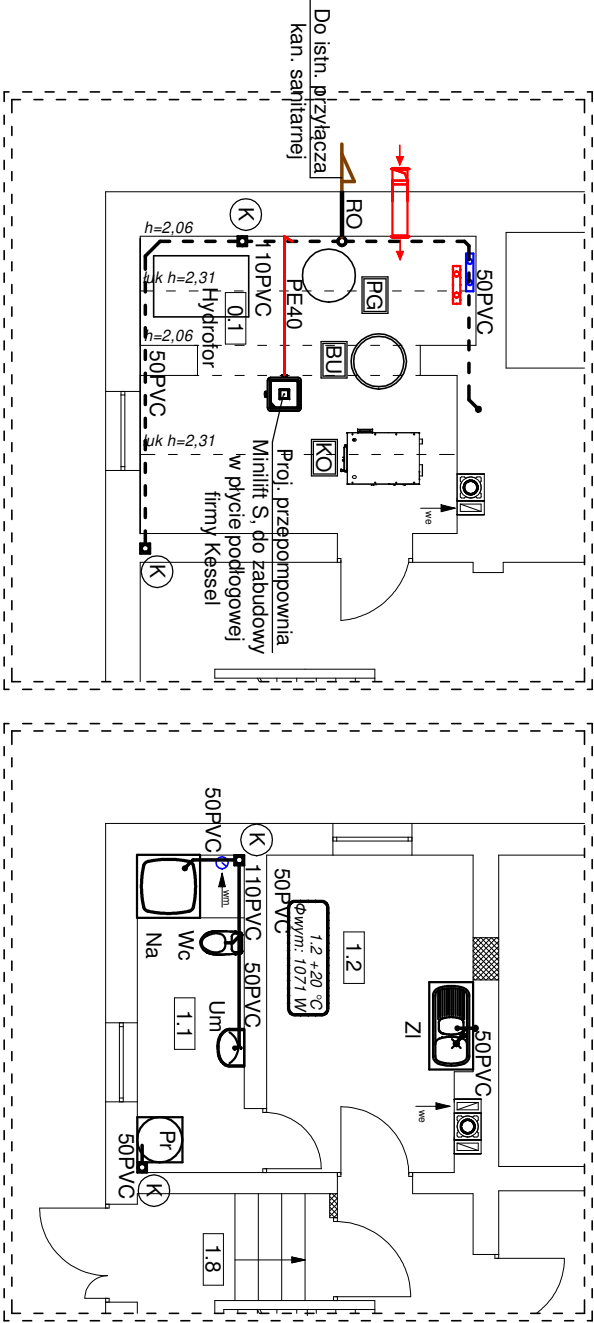 Do istn. przyłącza
kan. sanitarnej
RO
K
h=2,06
110PVC
PE40
50PVC
PG
uk h=2,31
0.1
Hydrofor
BU
h=2,06
50PVC
KO
uk h=2,31
we
Proj. przepompownia
Minilift S, do zabudowy
w płycie podłogowej
firmy Kessel
K
50PVC
K
wm
110PVC
50PVC
1.2 +20 °C
Φwym: 1071 W
1.2
Wc
Na
50PVC
Um
1.1
Zl
50PVC
we
Pr
50PVC
K
1.8